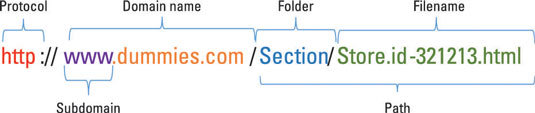 Protocol Domain name Folder Filename
http:// www.dummies.com/Section/Store.id-321213.html
Subdomain Path